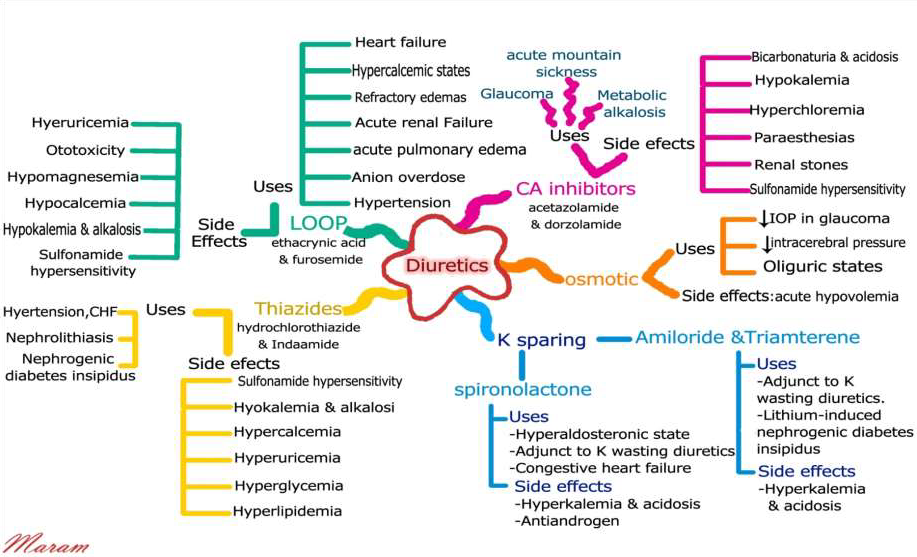 Diuretics
LOOP
ethacrynic acid
& furosemide
Uses
Heart failure
Hypercalcemic states
Refractory edemas
Acute renal Failure
acute pulmonary edema
Anion overdose
Hypertension
Side
Effects
Hyeruricemia
Ototoxicity
Hypomagnesemia
Hypocalcemia
Hypokalemia & alkalosis
Sulfonamide
hypersensitivity
CA inhibitors
acetazolamide
& dorzolamide
Uses
Glaucoma
acute mountain
sickness
Metabolic
alkalosis
Side efects
Bicarbonaturia & acidosis
Hypokalemia
Hyperchloremia
Paraesthesias
Renal stones
Sulfonamide hypersensitivity
osmotic
Uses
↓IOP in glaucoma
↓intracerebral pressure
Oliguric states
Side effects:acute hypovolemia
K sparing
Amiloride &Triamterene
Uses
-Adjunct to K
wasting diuretics.
-Lithium-induced
nephrogenic diabetes
insipidus
Side effects
-Hyperkalemia
& acidosis
spironolactone
Uses
-Hyperaldosteronic state
-Adjunct to K wasting diuretics
-Congestive heart failure
Side effects
-Hyperkalemia & acidosis
-Antiandrogen
Thiazides
hydrochlorothiazide
& Indaamide
Uses
Hyertension,CHF
Nephrolithiasis
Nephrogenic
diabetes insipidus
Side efects
Sulfonamide hypersensitivity
Hyokalemia & alkalosi
Hypercalcemia
Hyperuricemia
Hyperglycemia
Hyperlipidemia
Maram